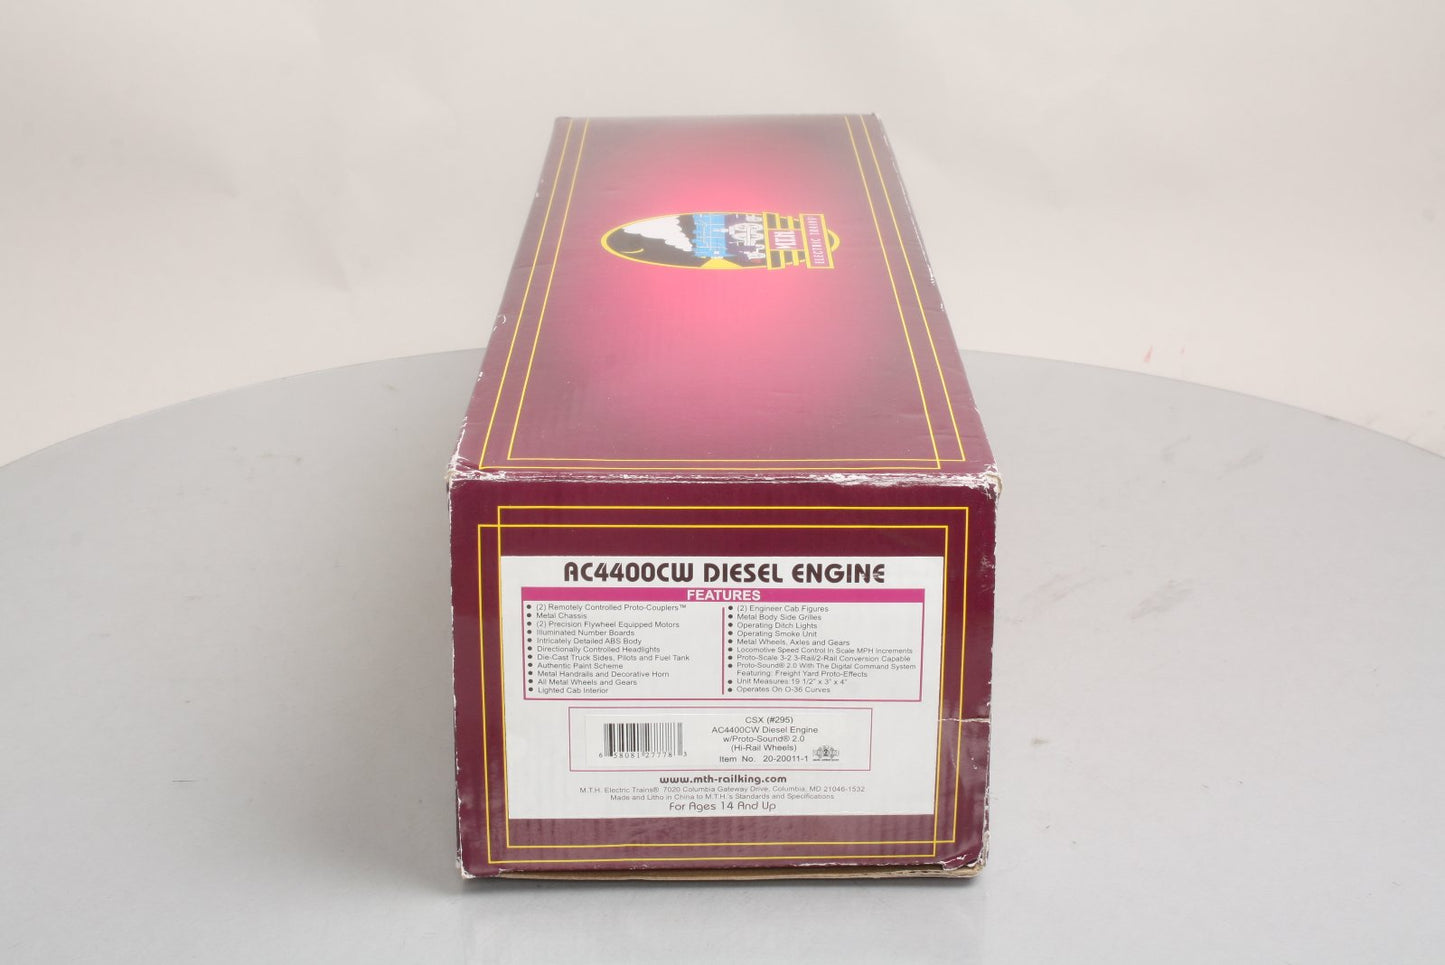 MTH
ELECTRIC TRAINS
AC4400CW DIESEL ENGINE
FEATURES
(2) Remotely Controlled Proto-Couplers™
Metal Chassis
(2) Precision Flywheel Equipped Motors
Illuminated Number Boards
Intricately Detailed ABS Body
Directionally Controlled Headlights
Die-Cast Truck Sides, Pilots and Fuel Tank
Authentic Paint Scheme
Metal Handrails and Decorative Horn
All Metal Wheels and Gears
Lighted Cab Interior
(2) Engineer Cab Figures
Metal Body Side Grilles
Operating Ditch Lights
Operating Smoke Unit
Metal Wheels, Axles and Gears
Locomotive Speed Control In Scale MPH Increments
Proto-Scale 3-2 3-Rail/2-Rail Conversion Capable
Proto-Sound® 2.0 With The Digital Command System
Featuring: Freight Yard Proto-Effects
Unit Measures:19 1/2" x 3" x 4"
Operates On O-36 Curves
CSX (#295)
AC4400CW Diesel Engine
w/Proto-Sound® 2.0
(Hi-Rail Wheels)
Item No. 20-20011-1
6 58081 27778 3
www.mth-railking.com
M.T.H. Electric Trains® 7020 Columbia Gateway Drive, Columbia, MD 21046-1532
Made and Litho in China to M.T.H.'s Standards and Specifications
For Ages 14 And Up